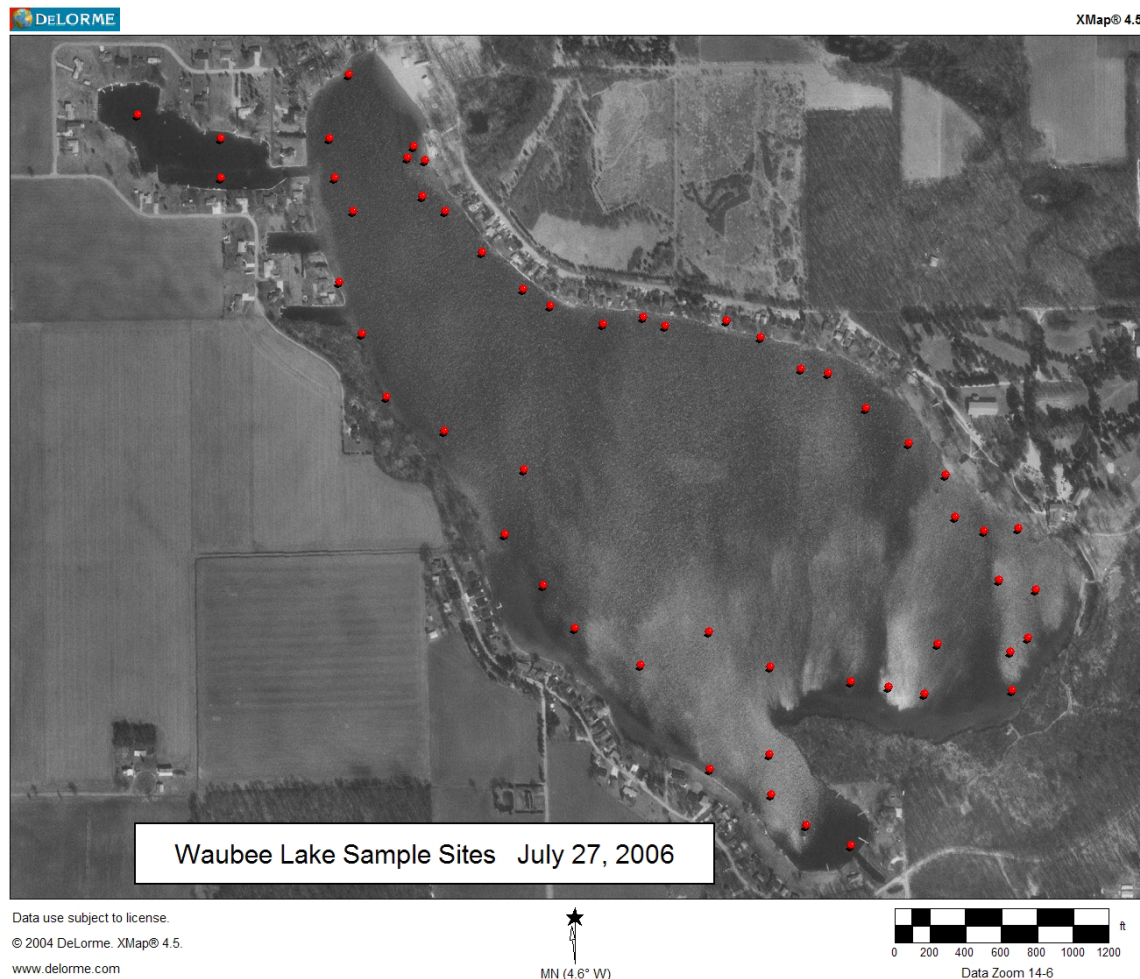 DELORME
XMap® 4.5
Waubee Lake Sample Sites July 27, 2006
Data use subject to license.
© 2004 DeLorme. XMap® 4.5.
www.delorme.com
MN (4.6° W)
ft
0 200 400 600 800 1000 1200
Data Zoom 14-6